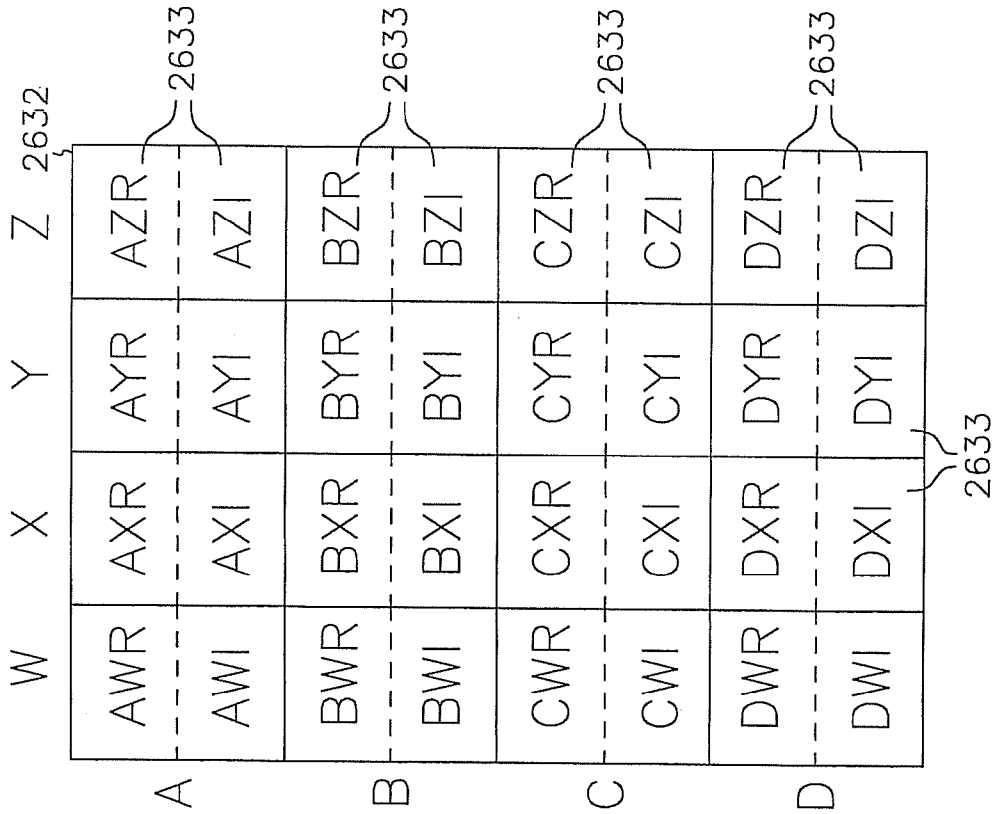 W X Y Z
2632
AWR AXR AYR AZR
A 2633
AWI AXI AYI AZI
BWR BXR BYR BZR
B 2633
BWI BXI BYI BZI
CWR CXR CYR CZR
C 2633
CWI CXI CYI CZI
DWR DXR DYR DZR
D 2633
DWI DXI DYI DZI
2633